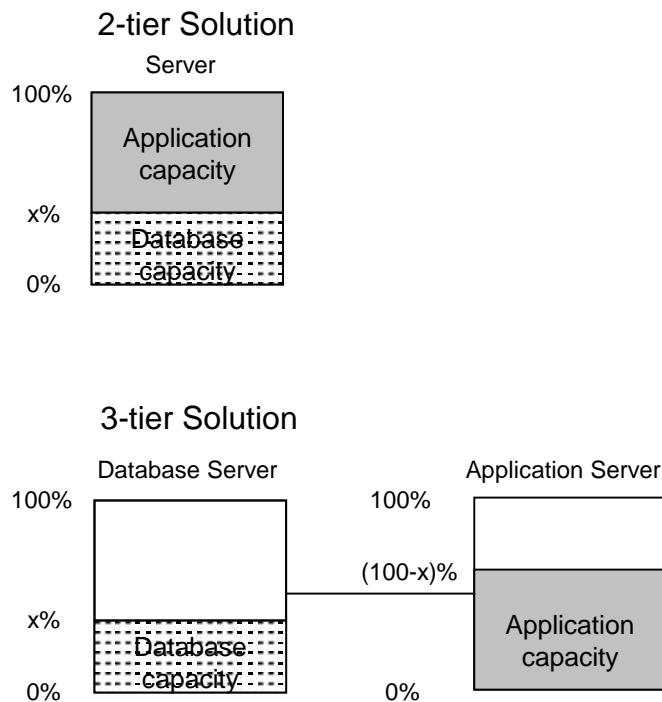 2-tier Solution
Server
100%
Application
capacity
x%
Database
capacity
0%
3-tier Solution
Database Server
Application Server
100%
100%
(100-x)%
x%
Database
capacity
Application
capacity
0%
0%